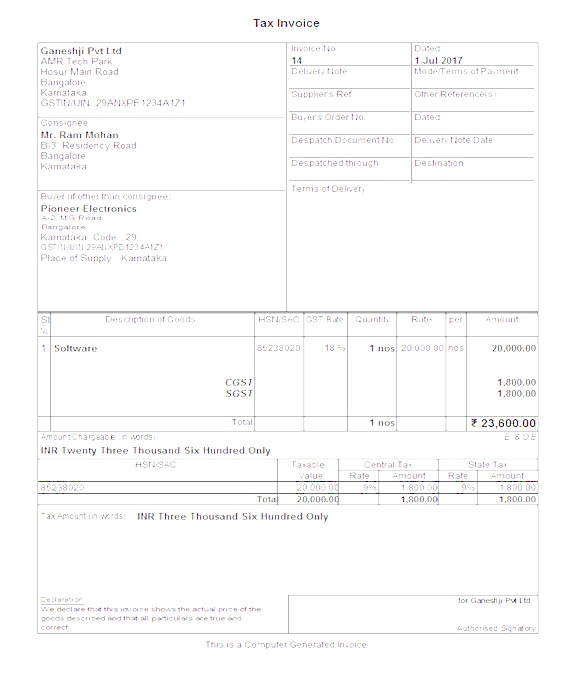 Tax Invoice
Ganeshji Pvt Ltd
AMR Tech Park
Hosur Main Road
Bangalore
Karnataka
GSTIN/UIN: 29ANXPE1234A1Z1
Invoice No.
14
Dated
1 Jul 2017
Delivery Note
Mode/Terms of Payment
Supplier's Ref.
Other Reference(s)
Consignee
Mr. Ram Mohan
B-3 Residency Road
Bangalore
Karnataka
Buyer's Order No.
Dated
Despatch Document No.
Delivery Note Date
Despatched through
Destination
Terms of Delivery
Buyer (if other than consignee)
Pioneer Electronics
A-2, MG Road
Bangalore
Karnataka, Code : 29
GSTIN/UIN: 29ANXPD1234A1Z1
Place of Supply : Karnataka
Sl No. Description of Goods HSN/SAC GST Rate Quantity Rate per Amount
1 Software 85238020 18 % 1 nos 20,000.00 nos 20,000.00
CGST 1,800.00
SGST 1,800.00
Total 1 nos ₹ 23,600.00
Amount Chargeable (in words) E. & O.E
INR Twenty Three Thousand Six Hundred Only
HSN/SAC Taxable Value Central Tax State Tax
Rate Amount Rate Amount
85238020 20,000.00 9% 1,800.00 9% 1,800.00
Total 20,000.00 1,800.00 1,800.00
Tax Amount (in words) : INR Three Thousand Six Hundred Only
Declaration
We declare that this invoice shows the actual price of the
goods described and that all particulars are true and
correct.
for Ganeshji Pvt Ltd
Authorised Signatory
This is a Computer Generated Invoice